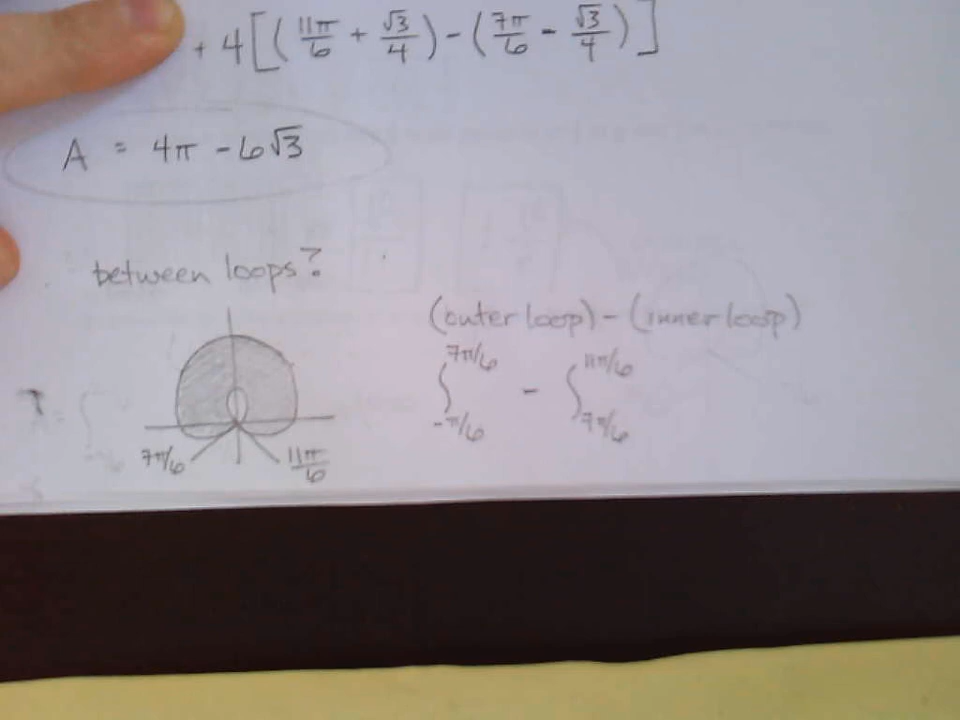 + 4[(11π/6 + √3/4) - (7π/6 - √3/4)]
A = 4π - 6√3
between loops?
(outer loop) - (inner loop)
∫_{-π/6}^{7π/6} - ∫_{7π/6}^{11π/6}
7π/6
11π/6